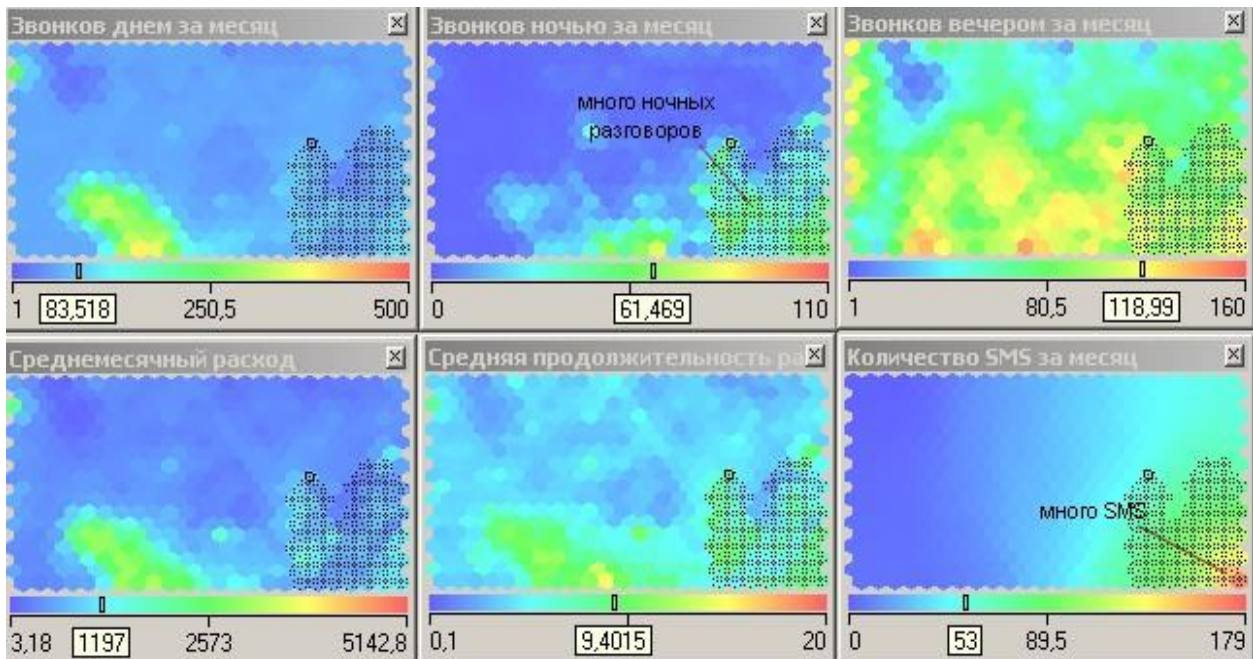 Звонков днем за месяц
Звонков ночью за месяц
Звонков вечером за месяц
много ночных
разговоров
1 83,518 250,5 500
0 61,469 110
1 80,5 118,99 160
Среднемесячный расход
Средняя продолжительность ра
Количество SMS за месяц
много SMS
3,18 1197 2573 5142,8
0,1 9,4015 20
0 53 89,5 179